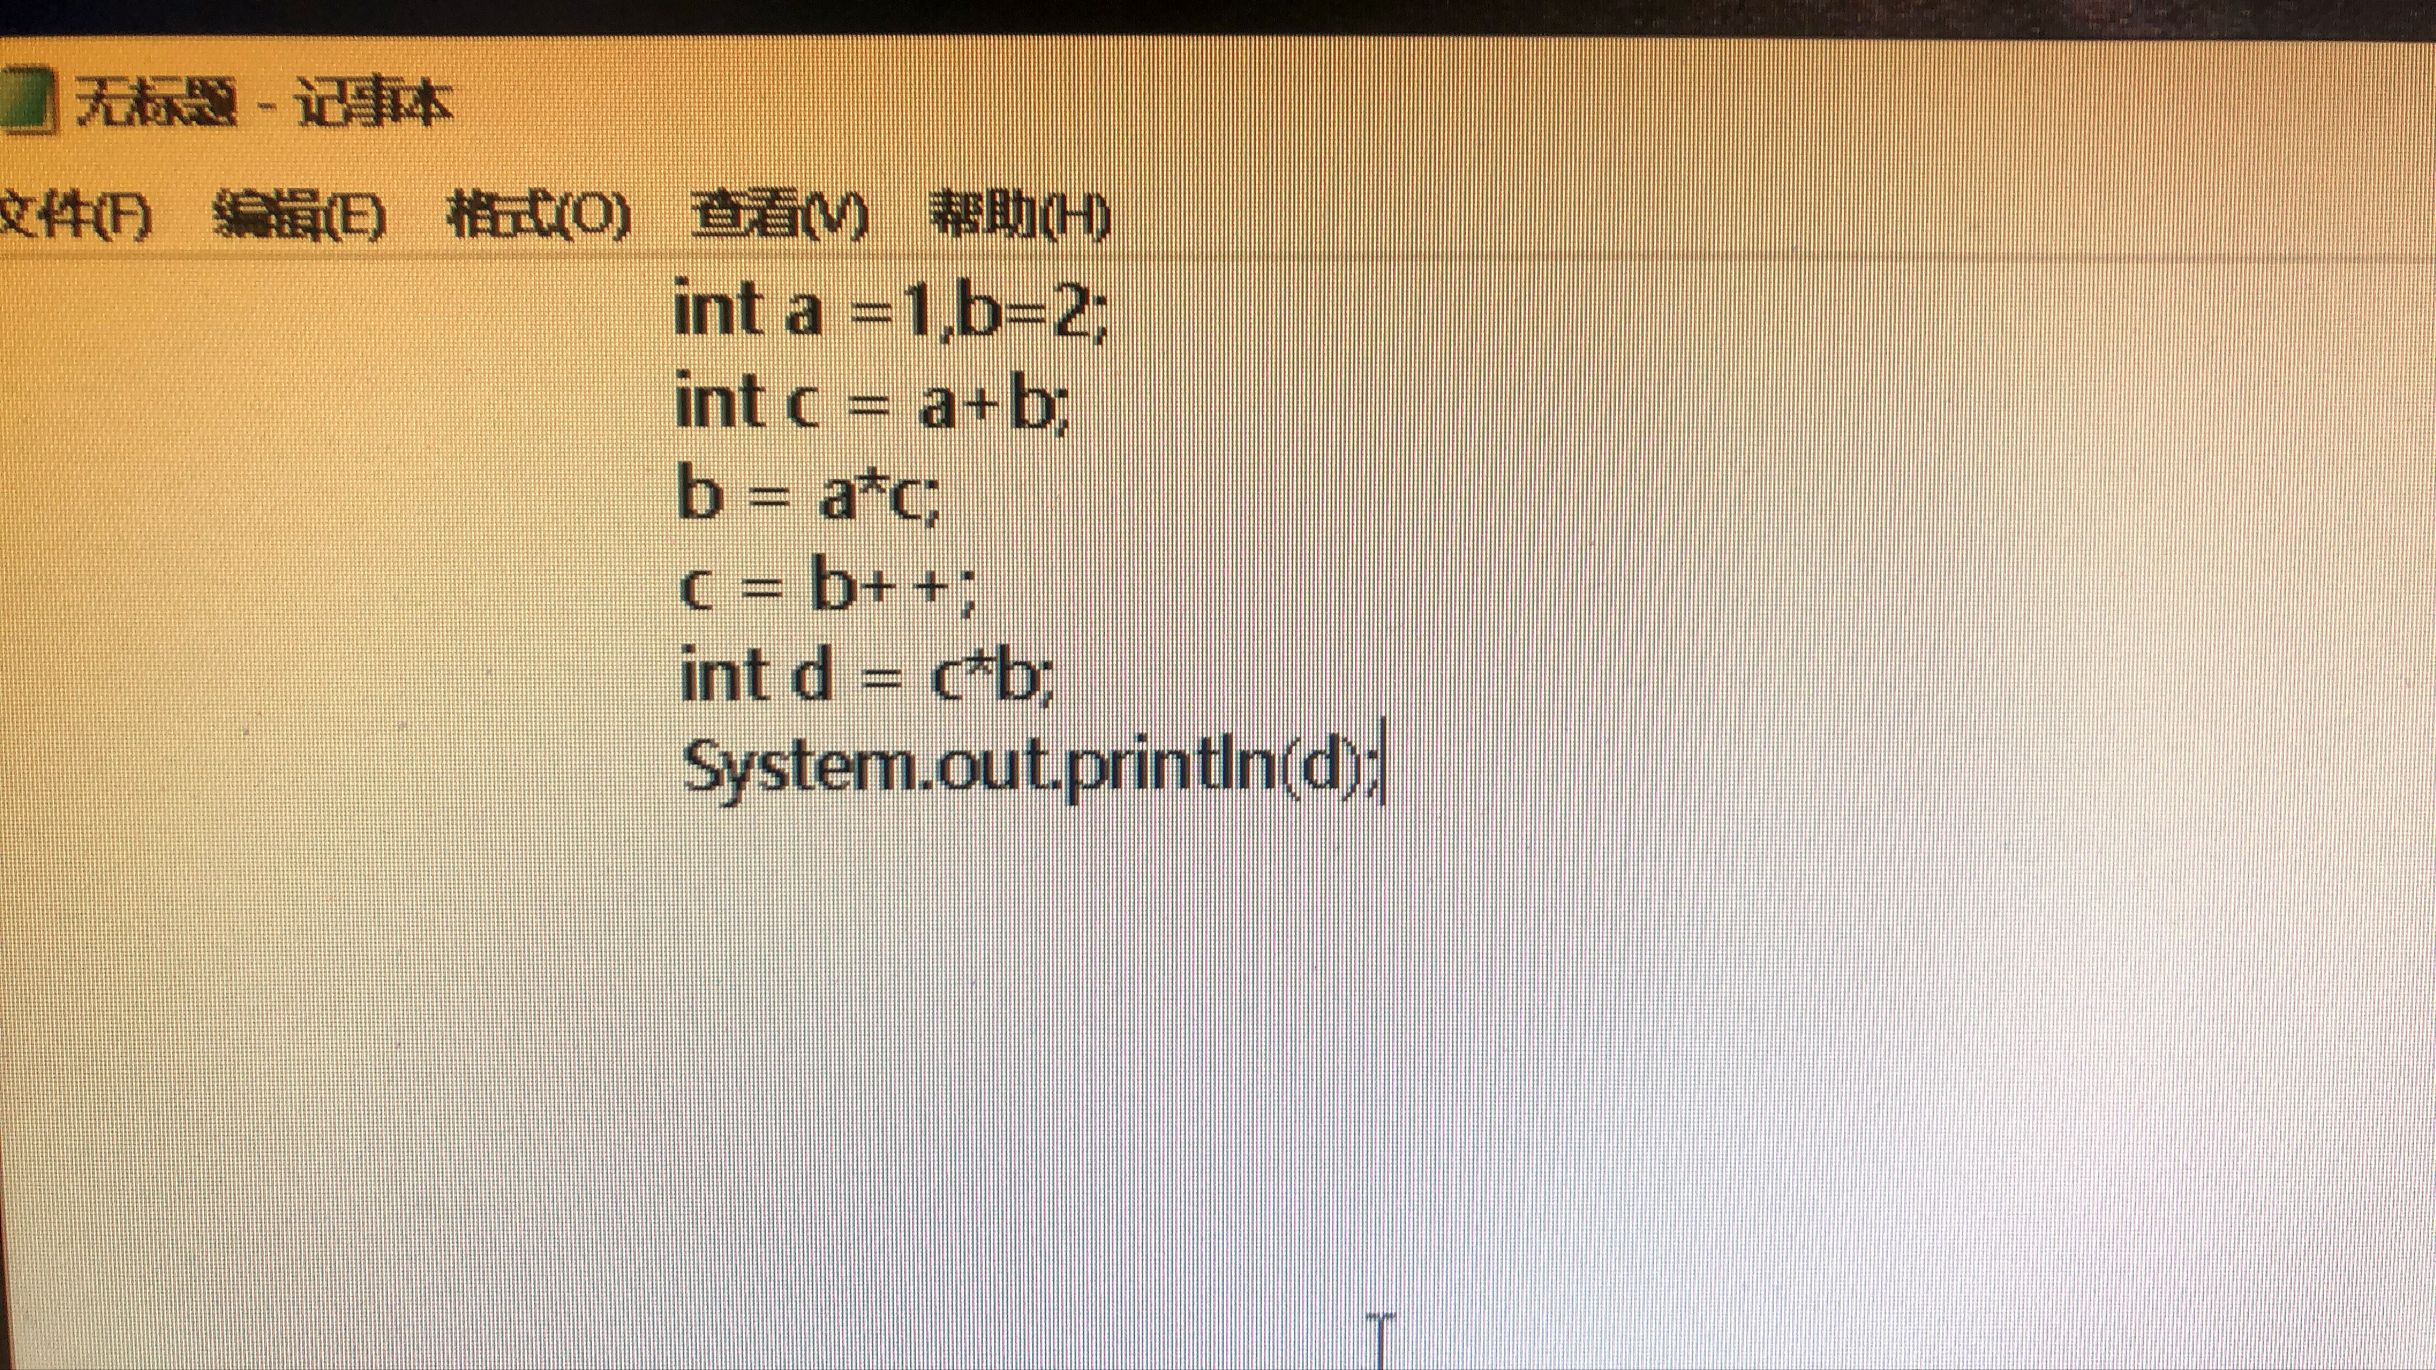 无标题 - 记事本
文件(F) 编辑(E) 格式(O) 查看(V) 帮助(H)
int a =1,b=2;
int c = a+b;
b = a*c;
c = b++;
int d = c*b;
System.out.println(d);